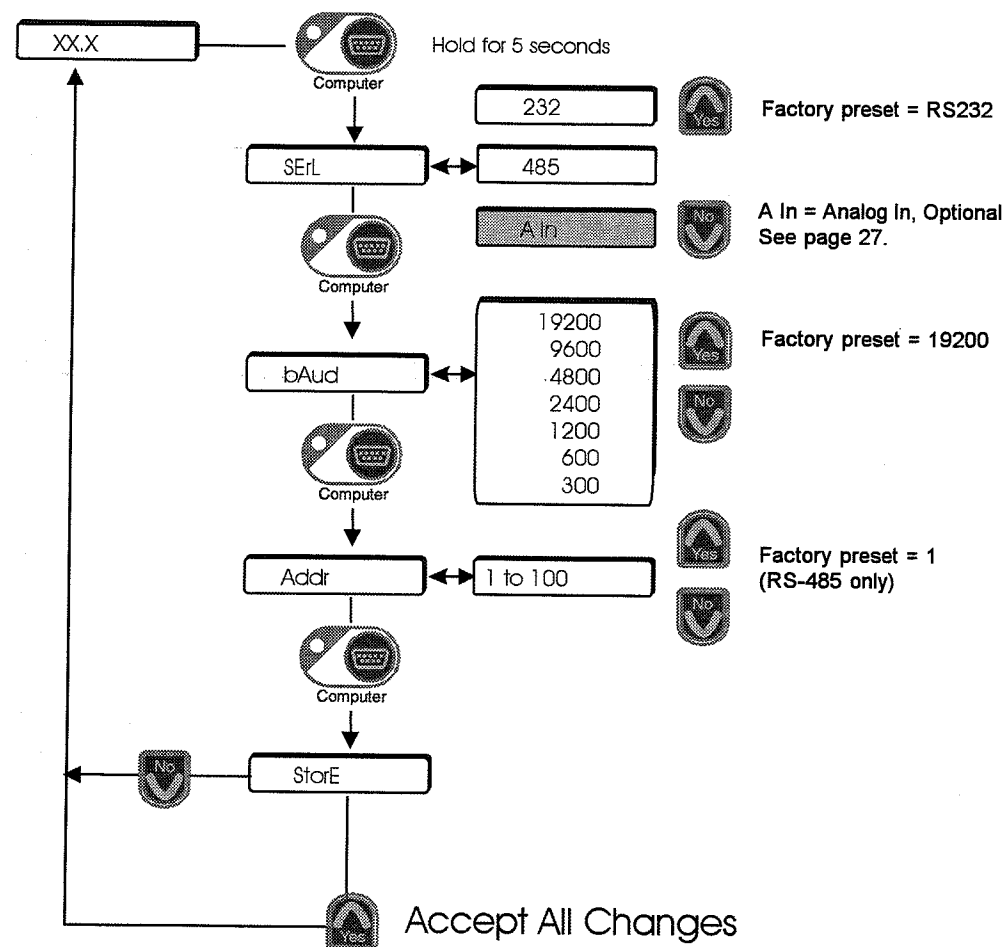 XX.X
Hold for 5 seconds
Computer
232
Yes
Factory preset = RS232
SErL
485
A In
No
A In = Analog In, Optional
See page 27.
Computer
19200
9600
4800
2400
1200
600
300
Yes
Factory preset = 19200
bAud
No
Computer
Yes
Factory preset = 1
(RS-485 only)
Addr
1 to 100
No
Computer
No
StorE
Yes
Accept All Changes